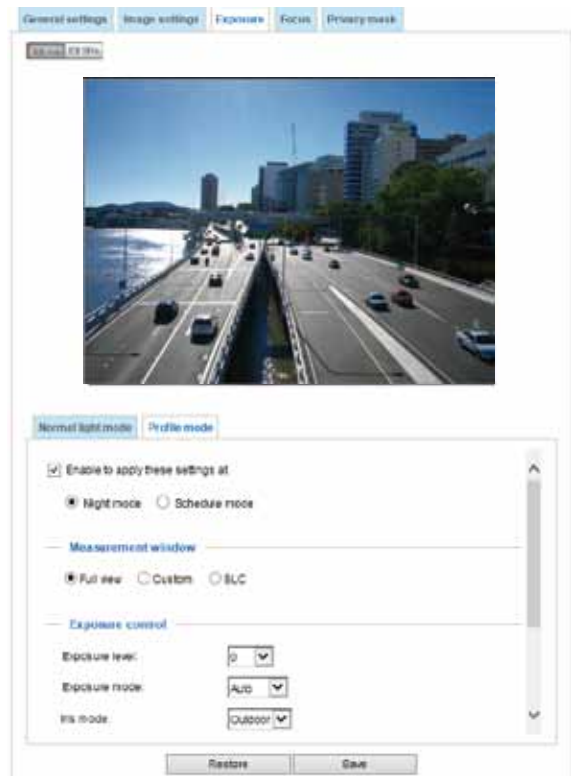 General settings Image settings Exposure Focus Privacy mask
Normal light mode Profile mode
Enable to apply these settings at
Night mode Schedule mode
Measurement window
Full view Custom BLC
Exposure control
Exposure level: 0
Exposure mode: Auto
Iris mode: Outdoor
Restore Save